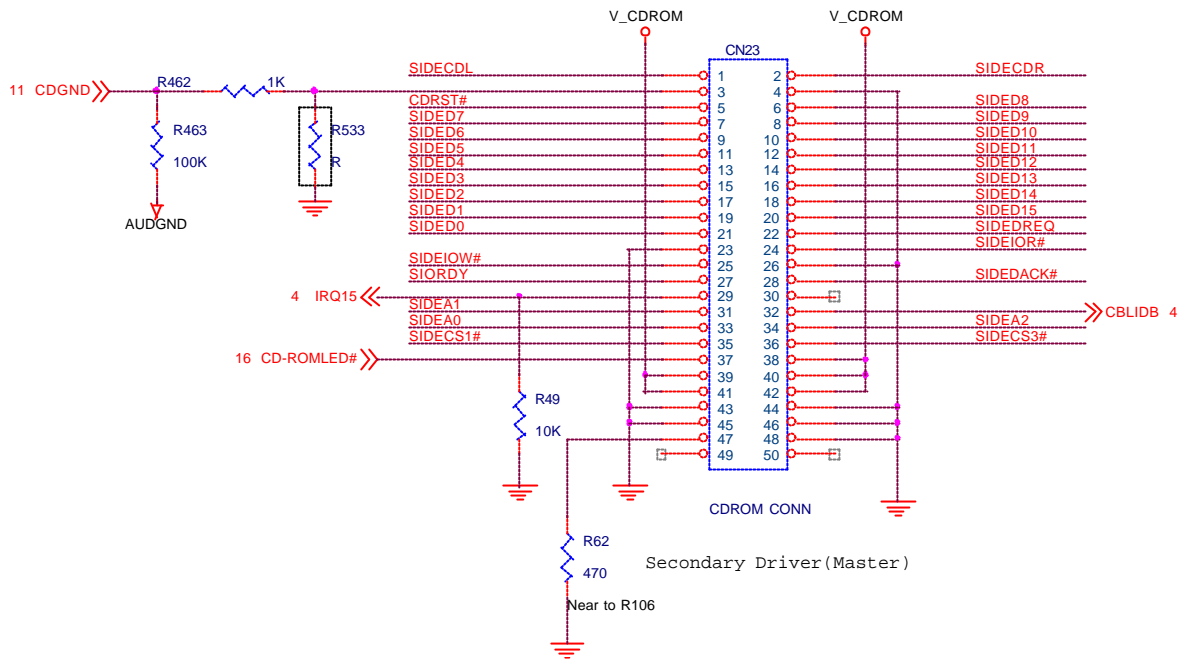 V_CDROM V_CDROM
CN23
SIDECDL 1 2 SIDECDR
11 CDGND R462 1K 3 4
CDRST# 5 6 SIDED8
SIDED7 7 8 SIDED9
R463 R533 SIDED6 9 10 SIDED10
SIDED5 11 12 SIDED11
100K R SIDED4 13 14 SIDED12
SIDED3 15 16 SIDED13
SIDED2 17 18 SIDED14
AUDGND SIDED1 19 20 SIDED15
SIDED0 21 22 SIDEDREQ
23 24 SIDEIOR#
SIDEIOW# 25 26
SIORDY 27 28 SIDEDACK#
4 IRQ15 29 30
SIDEA1 31 32 CBLIDB 4
SIDEA0 33 34 SIDEA2
SIDECS1# 35 36 SIDECS3#
16 CD-ROMLED# 37 38
39 40
41 42
R49 43 44
45 46
10K 47 48
49 50
CDROM CONN
R62
470
Secondary Driver(Master)
Near to R106